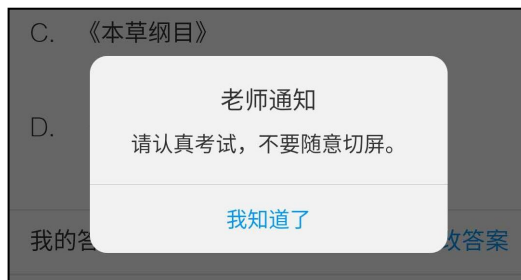 C. 《本草纲目》
老师通知
D.
请认真考试，不要随意切屏。
我知道了
我的答 改答案